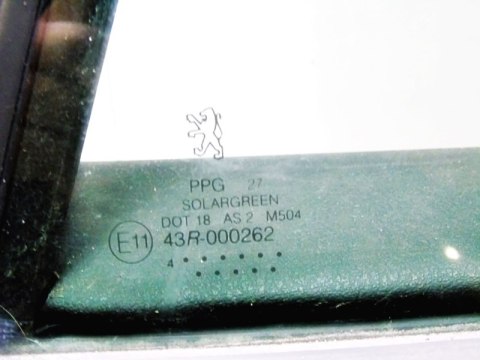 PPG 27
SOLARGREEN
DOT 18 AS 2 M504
E11 43R-000262
4